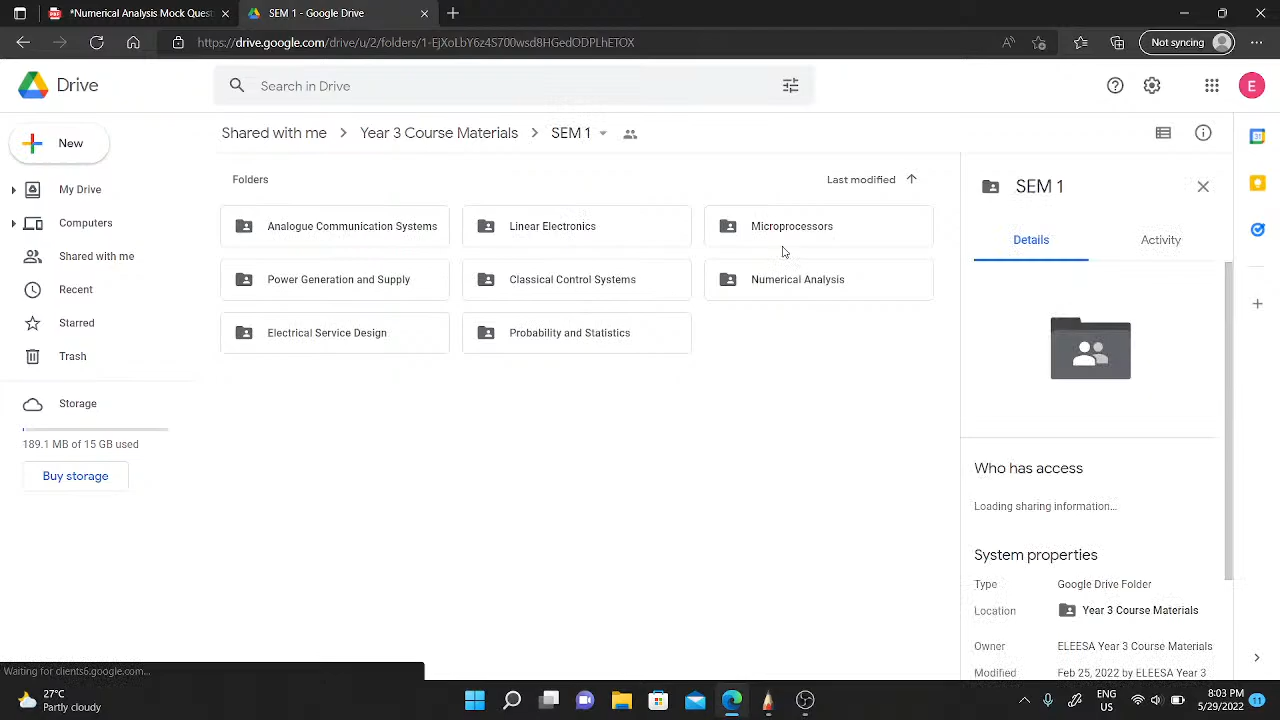 *Numerical Analysis Mock Quest
SEM 1 - Google Drive
https://drive.google.com/drive/u/2/folders/1-EjXoLbY6z4S700wsd8HGedODPLhETOX
Not syncing
Drive
Search in Drive
E
New
Shared with me > Year 3 Course Materials > SEM 1
My Drive
Computers
Shared with me
Recent
Starred
Trash
Storage
189.1 MB of 15 GB used
Buy storage
Folders
Last modified
Analogue Communication Systems
Linear Electronics
Microprocessors
Power Generation and Supply
Classical Control Systems
Numerical Analysis
Electrical Service Design
Probability and Statistics
SEM 1
Details
Activity
Who has access
Loading sharing information...
System properties
Type Google Drive Folder
Location Year 3 Course Materials
Owner ELEESA Year 3 Course Materials
Modified Feb 25, 2022 by ELEESA Year 3
31
Waiting for clients6.google.com...
27°C
Partly cloudy
ENG
US
8:03 PM
5/29/2022
11